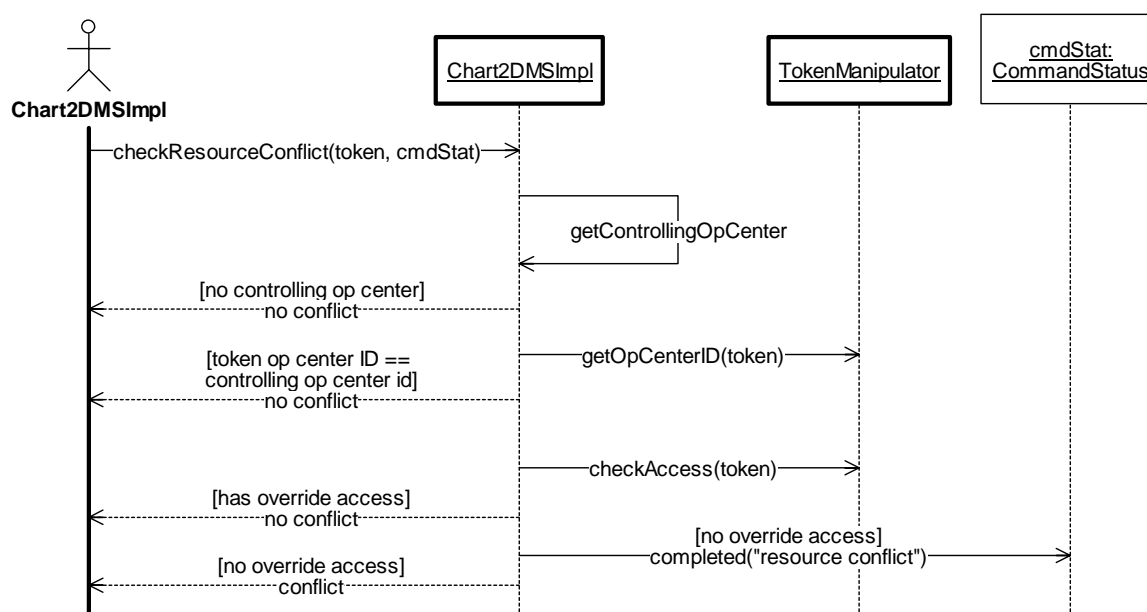 Chart2DMSImpl
Chart2DMSImpl
TokenManipulator
cmdStat:
CommandStatus
checkResourceConflict(token, cmdStat)
getControllingOpCenter
[no controlling op center]
no conflict
getOpCenterID(token)
[token op center ID ==
controlling op center id]
no conflict
checkAccess(token)
[has override access]
no conflict
[no override access]
completed("resource conflict")
[no override access]
conflict